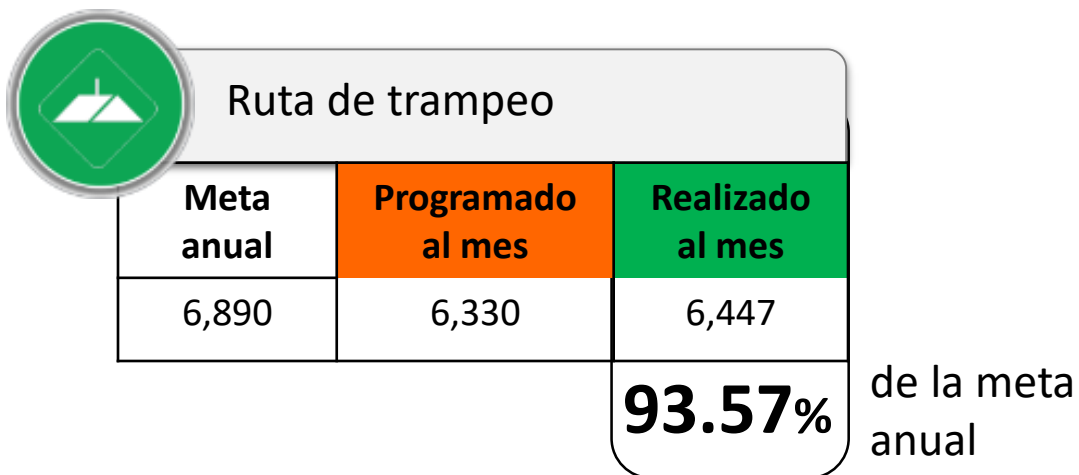 Ruta de trampeo
Meta anual
Programado al mes
Realizado al mes
6,890
6,330
6,447
93.57%
de la meta
anual